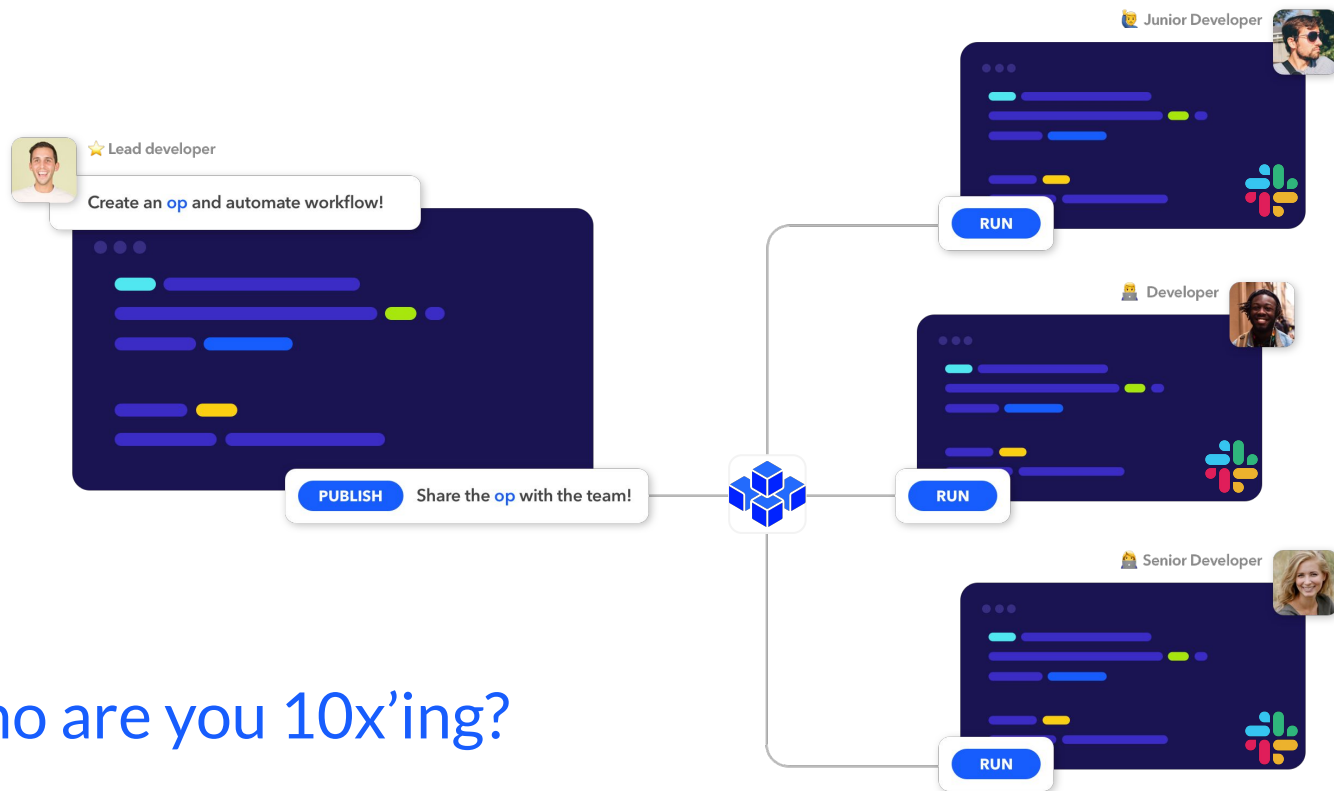 Lead developer
Create an op and automate workflow!
PUBLISH Share the op with the team!
Junior Developer
RUN
Developer
RUN
Senior Developer
RUN
are you 10x’ing?